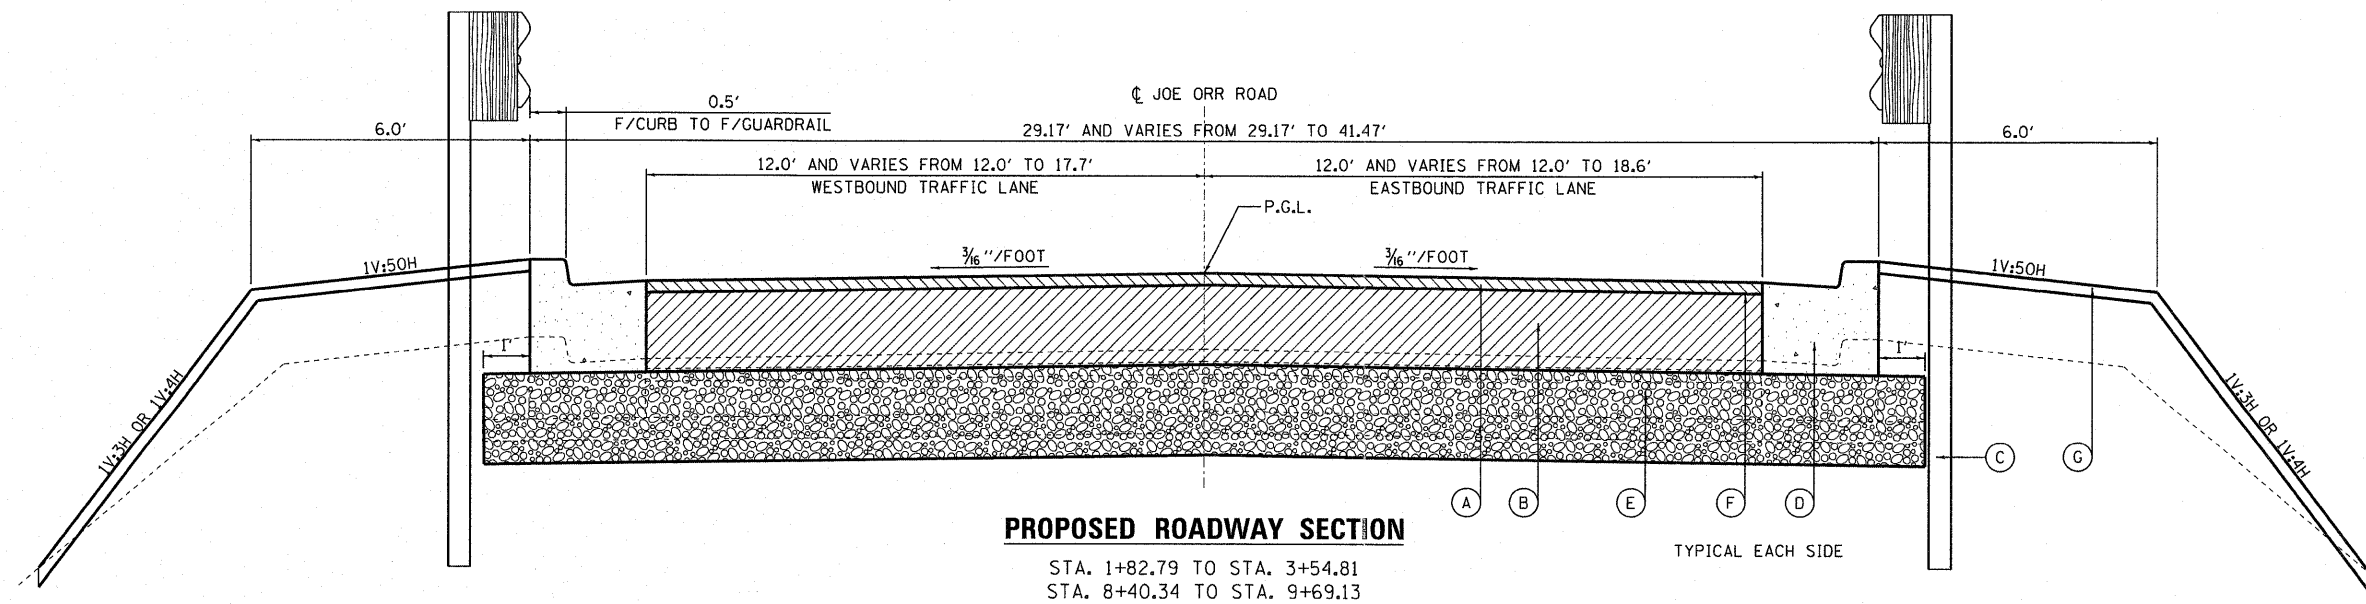 ℄ JOE ORR ROAD
0.5'
F/CURB TO F/GUARDRAIL
6.0'
29.17' AND VARIES FROM 29.17' TO 41.47'
6.0'
12.0' AND VARIES FROM 12.0' TO 17.7'
WESTBOUND TRAFFIC LANE
12.0' AND VARIES FROM 12.0' TO 18.6'
EASTBOUND TRAFFIC LANE
P.G.L.
3/16"/FOOT
3/16"/FOOT
1V:50H
1V:50H
1'
1'
1V:3H OR 1V:4H
1V:3H OR 1V:4H
A
B
E
F
D
C
G
PROPOSED ROADWAY SECTION
TYPICAL EACH SIDE
STA. 1+82.79 TO STA. 3+54.81
STA. 8+40.34 TO STA. 9+69.13